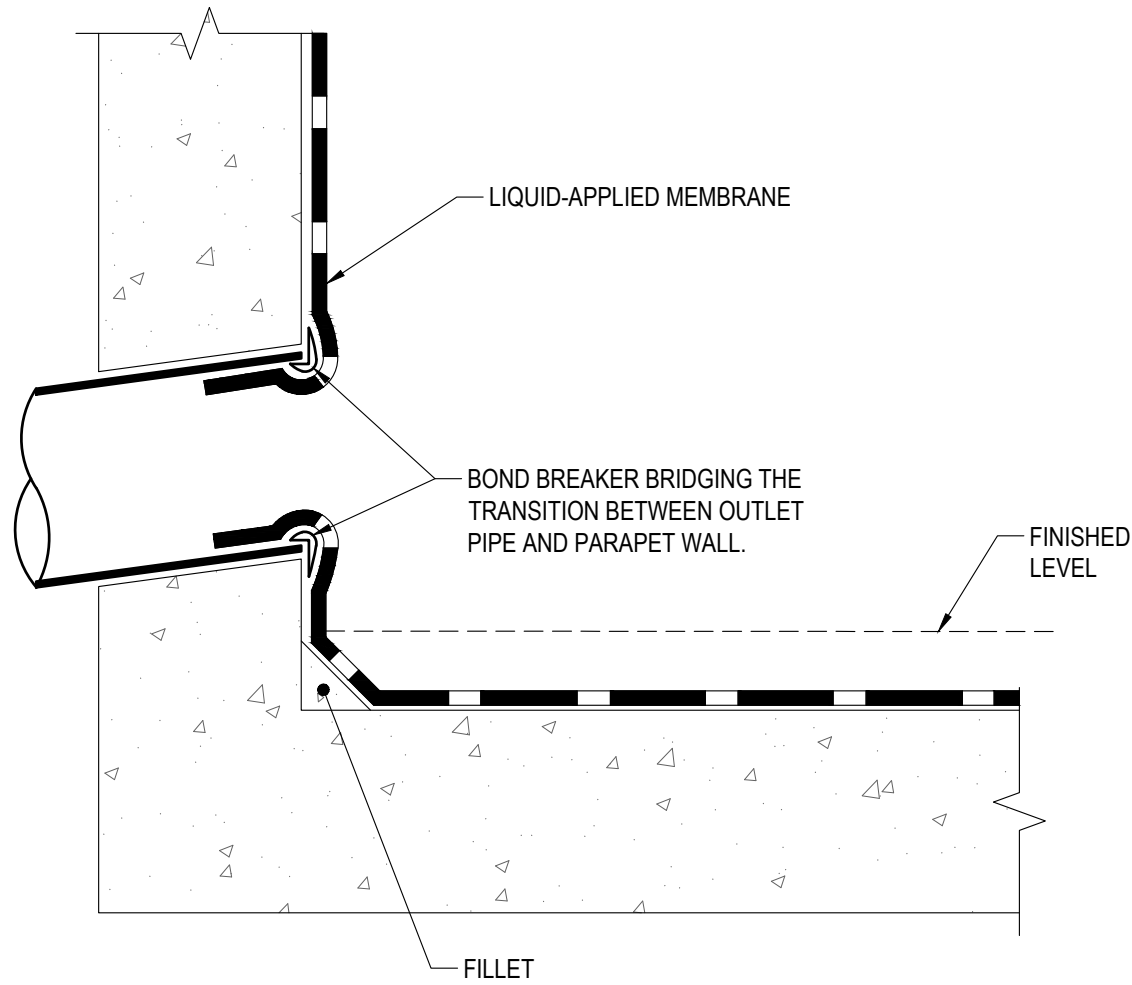 LIQUID-APPLIED MEMBRANE
BOND BREAKER BRIDGING THE
TRANSITION BETWEEN OUTLET
PIPE AND PARAPET WALL.
FINISHED
LEVEL
FILLET